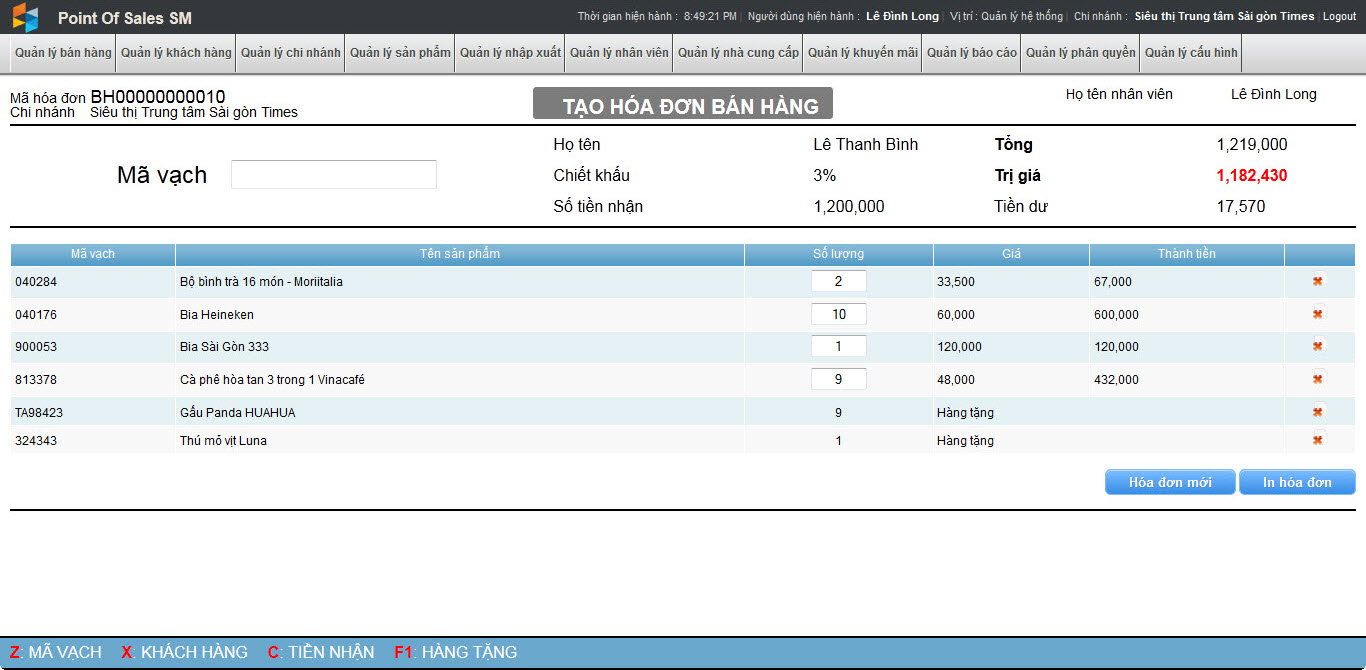 Point Of Sales SM Thời gian hiện hành : 8:49:21 PM | Người dùng hiện hành : Lê Đình Long | Vị trí : Quản lý hệ thống | Chi nhánh : Siêu thị Trung tâm Sài gòn Times | Logout
Quản lý bán hàng Quản lý khách hàng Quản lý chi nhánh Quản lý sản phẩm Quản lý nhập xuất Quản lý nhân viên Quản lý nhà cung cấp Quản lý khuyến mãi Quản lý báo cáo Quản lý phân quyền Quản lý cấu hình
Mã hóa đơn BH00000000010
Chi nhánh Siêu thị Trung tâm Sài gòn Times
TẠO HÓA ĐƠN BÁN HÀNG
Họ tên nhân viên Lê Đình Long
Mã vạch
Họ tên Lê Thanh Bình Tổng 1,219,000
Chiết khấu 3% Trị giá 1,182,430
Số tiền nhận 1,200,000 Tiền dư 17,570
Mã vạch Tên sản phẩm Số lượng Giá Thành tiền
040284 Bộ bình trà 16 món - Moriitalia 2 33,500 67,000
040176 Bia Heineken 10 60,000 600,000
900053 Bia Sài Gòn 333 1 120,000 120,000
813378 Cà phê hòa tan 3 trong 1 Vinacafé 9 48,000 432,000
TA98423 Gấu Panda HUAHUA 9 Hàng tặng
324343 Thú mỏ vịt Luna 1 Hàng tặng
Hóa đơn mới In hóa đơn
Z: MÃ VẠCH X: KHÁCH HÀNG C: TIỀN NHẬN F1: HÀNG TẶNG